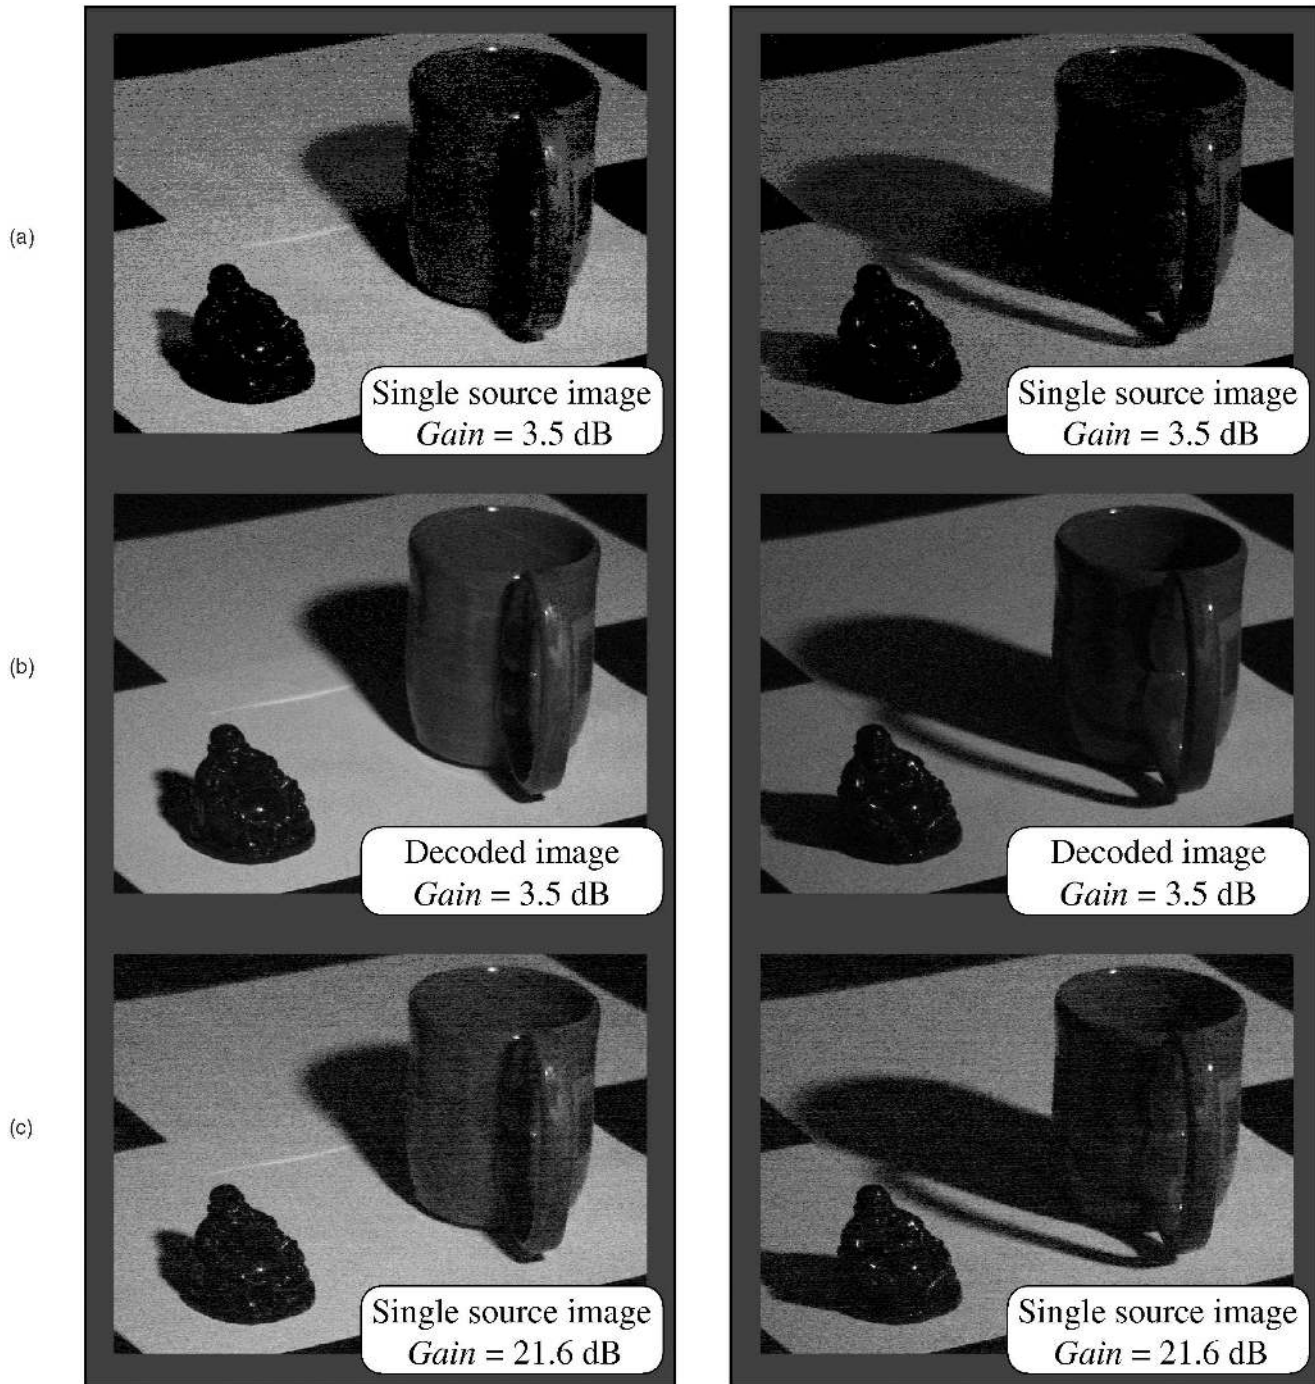 (a)
Single source image
Gain = 3.5 dB
Single source image
Gain = 3.5 dB
(b)
Decoded image
Gain = 3.5 dB
Decoded image
Gain = 3.5 dB
(c)
Single source image
Gain = 21.6 dB
Single source image
Gain = 21.6 dB